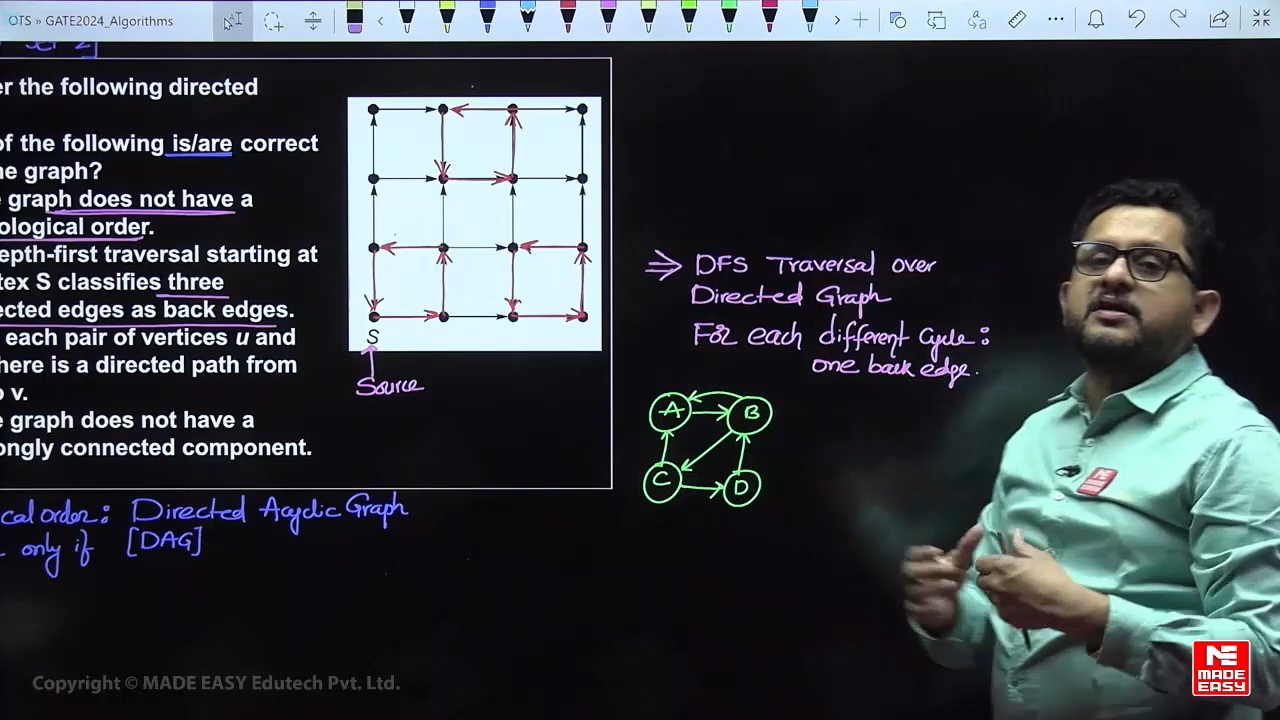 OTS » GATE2024_Algorithms
er the following directed
of the following is/are correct
ne graph?
e graph does not have a
ological order.
epth-first traversal starting at
tex S classifies three
ected edges as back edges.
each pair of vertices u and
here is a directed path from
o v.
e graph does not have a
ongly connected component.
S
Source
⇒ DFS Traversal over
Directed Graph
For each different Cycle:
one back edge.
A B
C D
cal order: Directed Acyclic Graph
only if [DAG]
Copyright © MADE EASY Edutech Pvt. Ltd.
ME
MADE
EASY